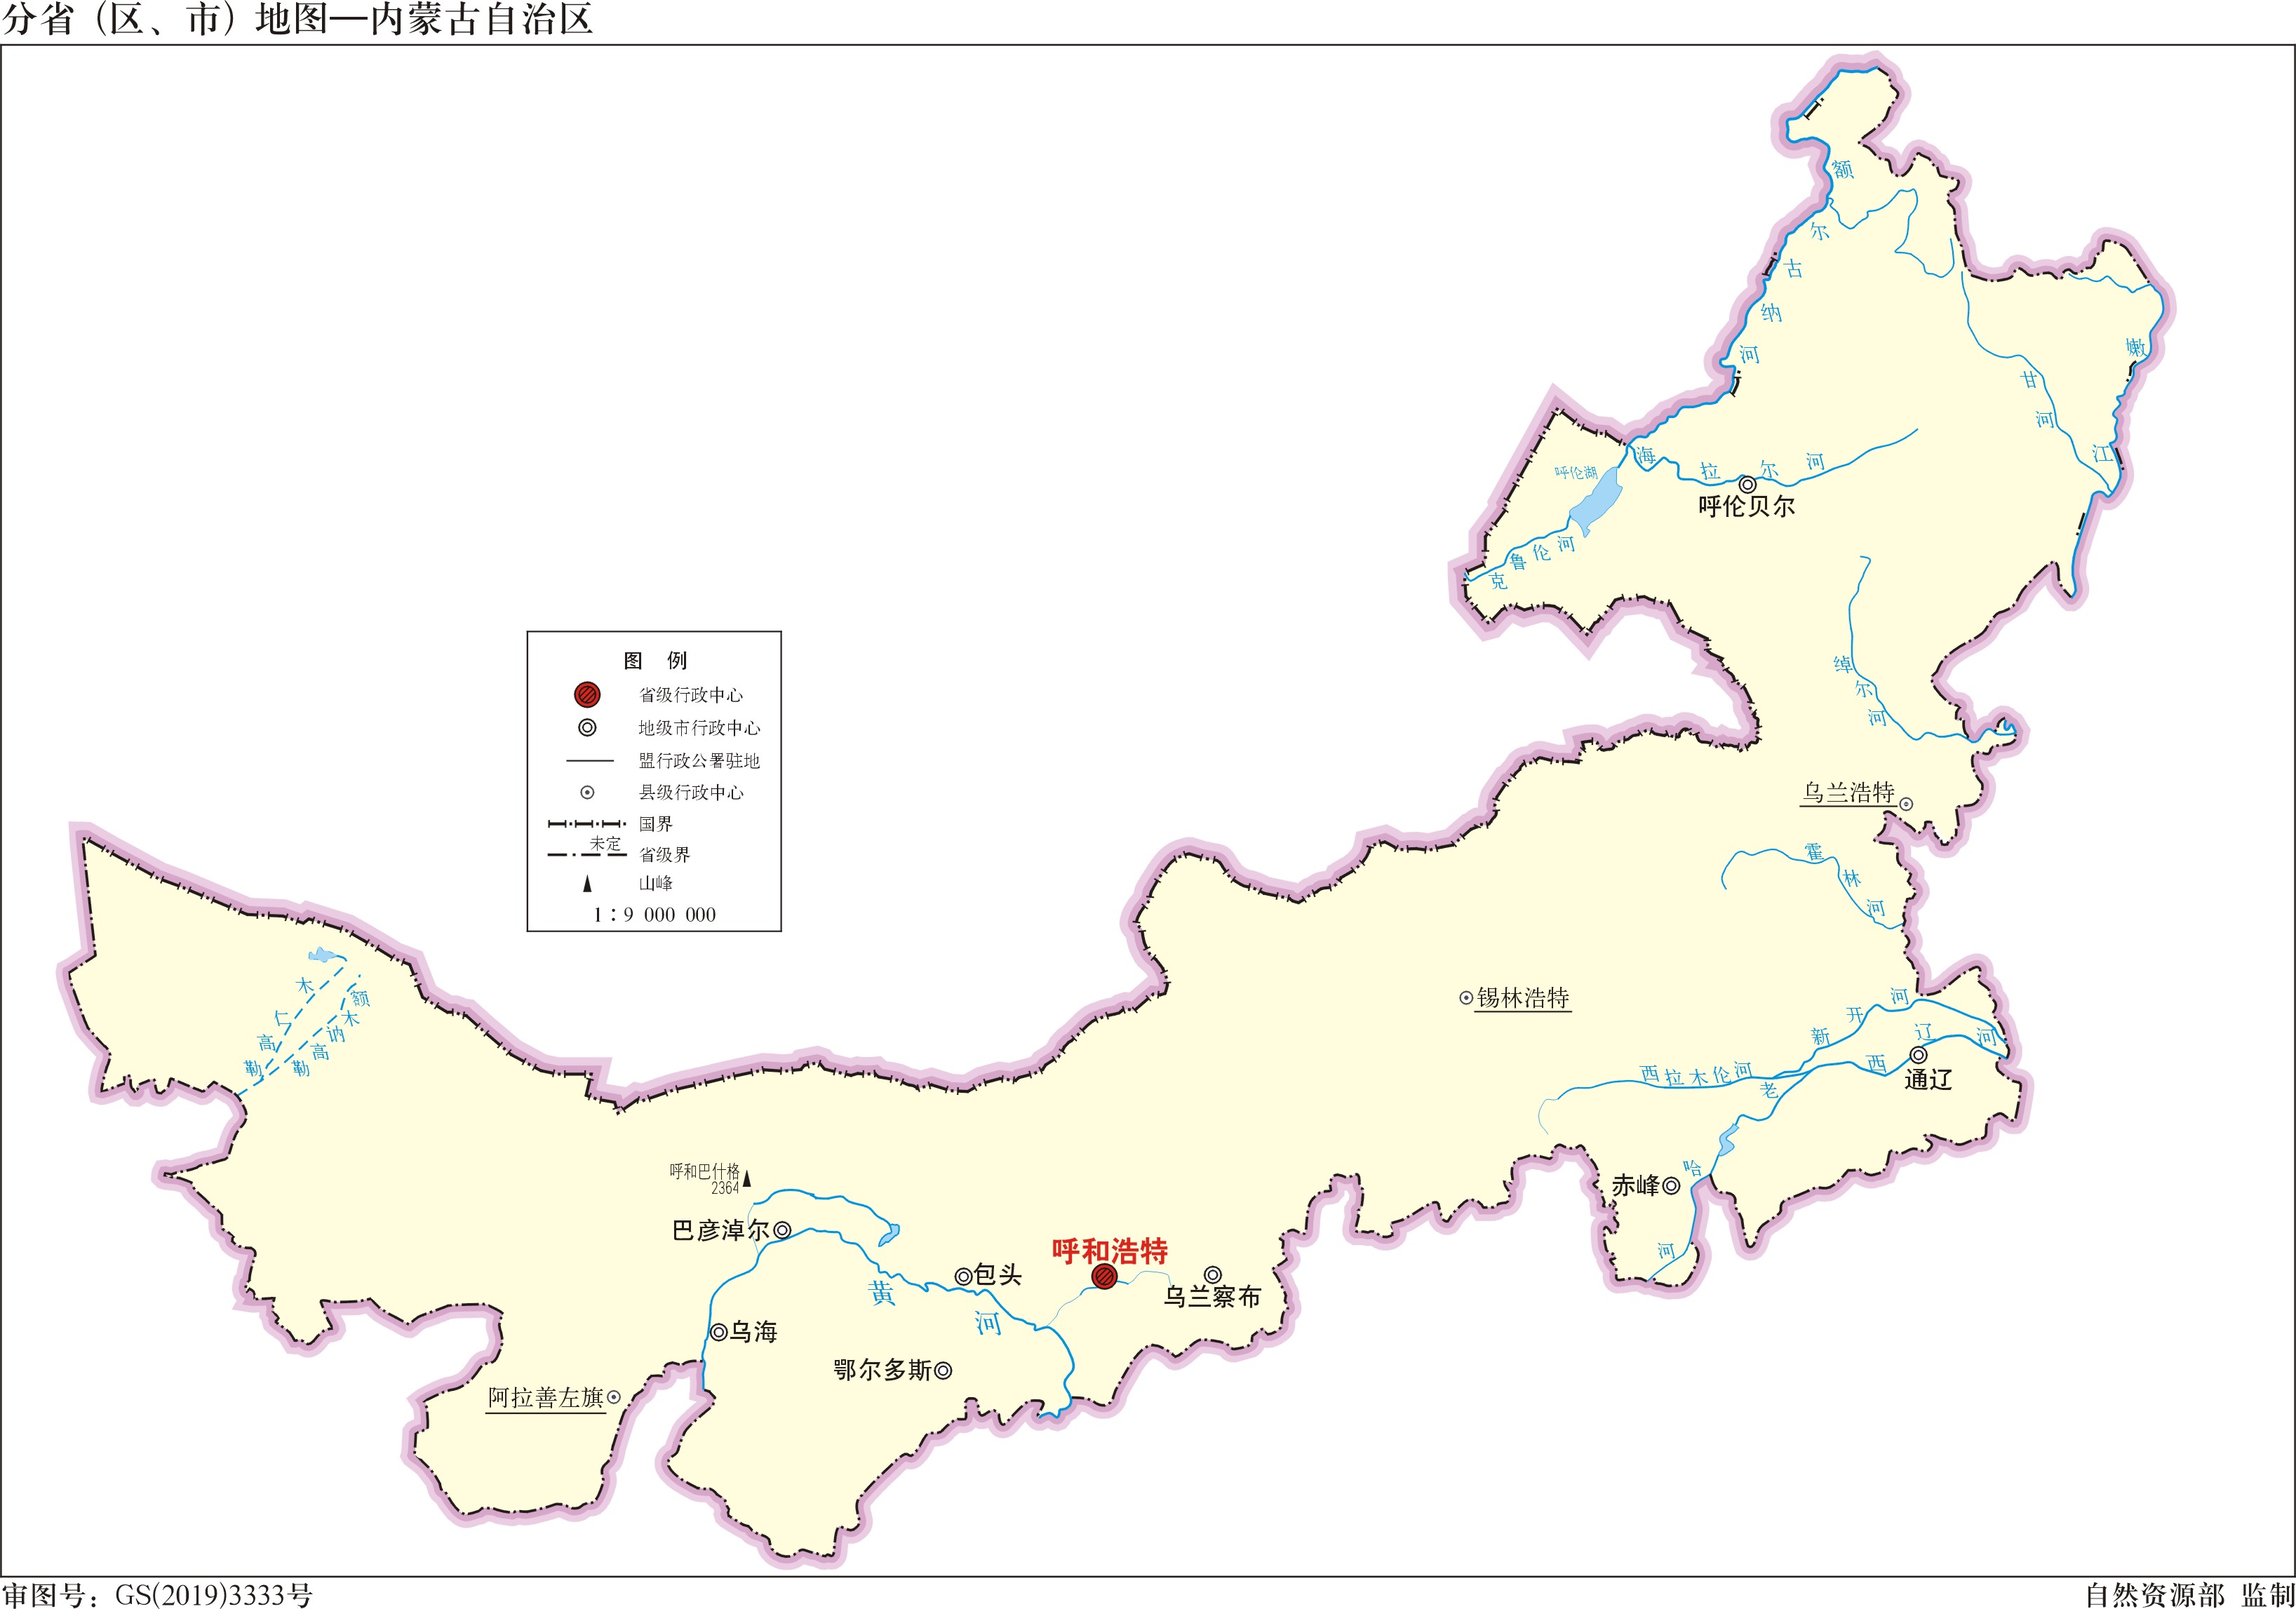 分省（区、市）地图—内蒙古自治区
额
尔
古
纳
河
嫩
江
甘
河
海拉尔河
呼伦湖
呼伦贝尔
克鲁伦河
绰
尔
河
图 例
省级行政中心
地级市行政中心
盟行政公署驻地
县级行政中心
国界
未定
省级界
山峰
1：9 000 000
乌兰浩特
霍
林
河
木
仁
高
勒
额
木
讷
高
勒
锡林浩特
新开河
西辽河
通辽
西拉木伦河
老
哈
河
赤峰
呼和巴什格
2364
巴彦淖尔
呼和浩特
包头
乌兰察布
黄
河
乌海
鄂尔多斯
阿拉善左旗
审图号：GS(2019)3333号
自然资源部 监制